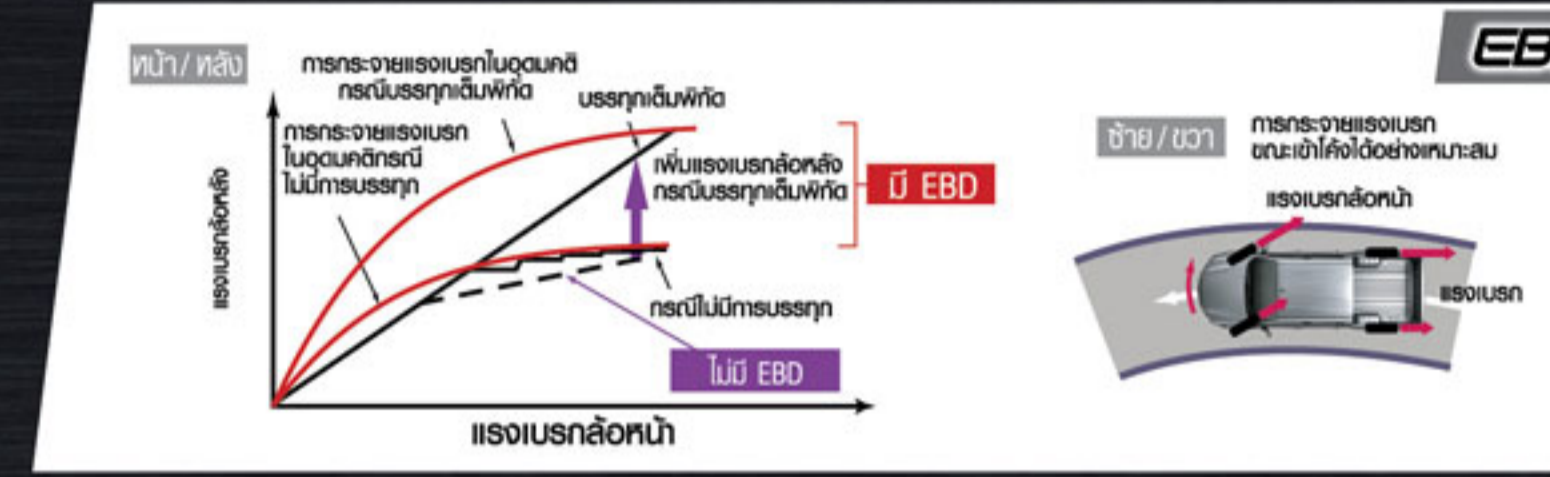 หน้า / หลัง
การกระจายแรงเบรกในอุดมคติ
กรณีบรรทุกเต็มพิกัด
บรรทุกเต็มพิกัด
การกระจายแรงเบรก
ในอุดมคติกรณี
ไม่มีการบรรทุก
เพิ่มแรงเบรกล้อหลัง
กรณีบรรทุกเต็มพิกัด
มี EBD
แรงเบรกล้อหลัง
กรณีไม่มีการบรรทุก
ไม่มี EBD
แรงเบรกล้อหน้า
EB
ซ้าย / ขวา
การกระจายแรงเบรก
ขณะเข้าโค้งได้อย่างเหมาะสม
แรงเบรกล้อหน้า
แรงเบรก